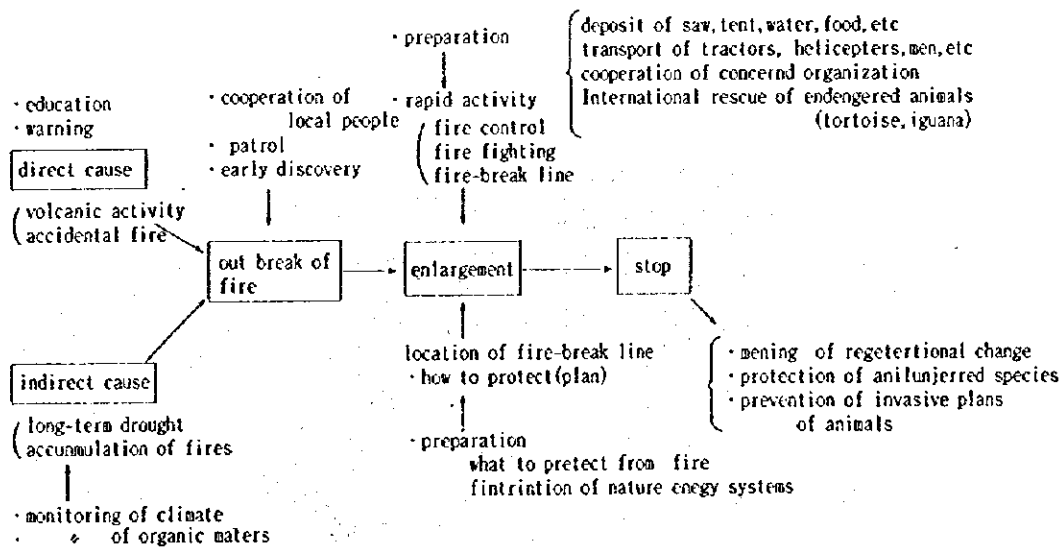 · education
· warning
direct cause
volcanic activity
accidental fire
· cooperation of
local people
· patrol
· early discovery
· preparation
· rapid activity
fire control
fire fighting
fire-break line
deposit of saw, tent, water, food, etc
transport of tractors, helicepters, men, etc
cooperation of concernd organization
International rescue of endengered animals
(tortoise, iguana)
out break of
fire
enlargement
stop
indirect cause
long-term drought
accunmulation of fires
· monitoring of climate
· 〃 of organic maters
location of fire-break line
· how to protect(plan)
· preparation
what to pretect from fire
fintrintion of nature enegy systems
· mening of regetertional change
· protection of anilunjerred species
· prevention of invasive plans
of animals